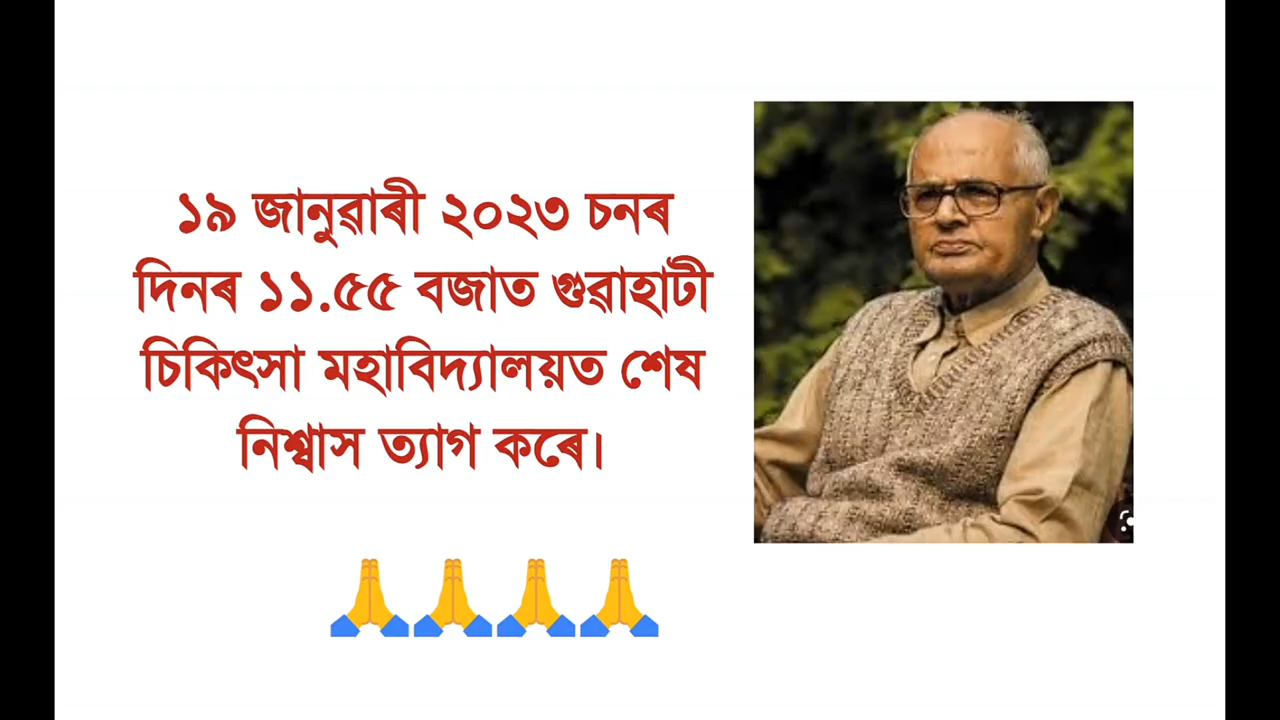 ১৯ জানুৱাৰী ২০২৩ চনৰ
দিনৰ ১১.৫৫ বজাত গুৱাহাটী
চিকিৎসা মহাবিদ্যালয়ত শেষ
নিশ্বাস ত্যাগ কৰে।